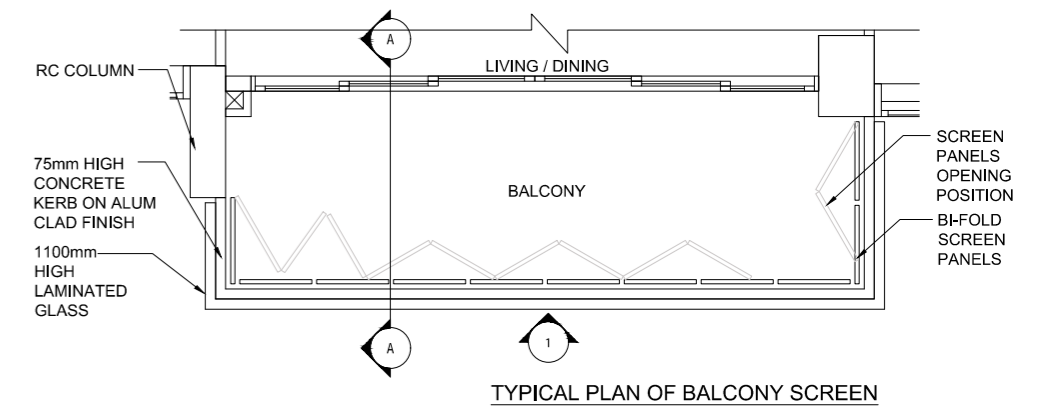 A
LIVING / DINING
RC COLUMN
75mm HIGH
CONCRETE
KERB ON ALUM
CLAD FINISH
1100mm
HIGH
LAMINATED
GLASS
BALCONY
SCREEN
PANELS
OPENING
POSITION
BI-FOLD
SCREEN
PANELS
A
1
TYPICAL PLAN OF BALCONY SCREEN